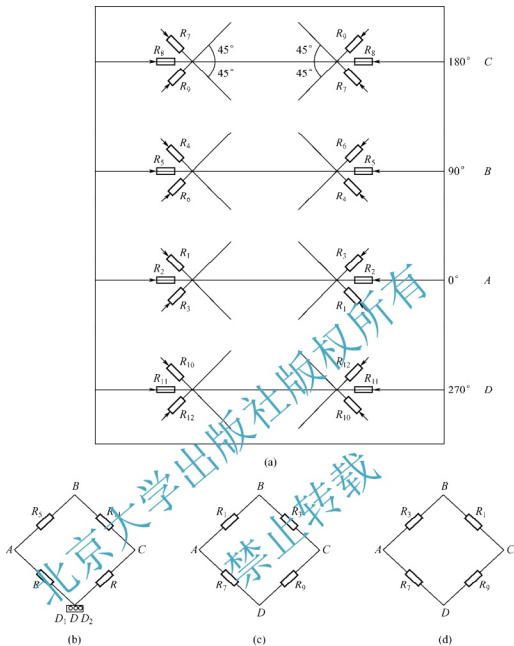 R7 R9
R8 45° 45° R8 180° C
R9 45° 45° R7
R4 R6
R5 R5 90° B
R6 R4
R1 R3
R2 R2 0° A
R3 R1
R10 R12
R11 R11 270° D
R12 R10
(a)
B B B
R5 R1 R3 R1
A C A C A C
R R R7 R9 R7 R9
D1 D D2 D D
(b) (c) (d)
北京大学出版社版权所有
禁止转载